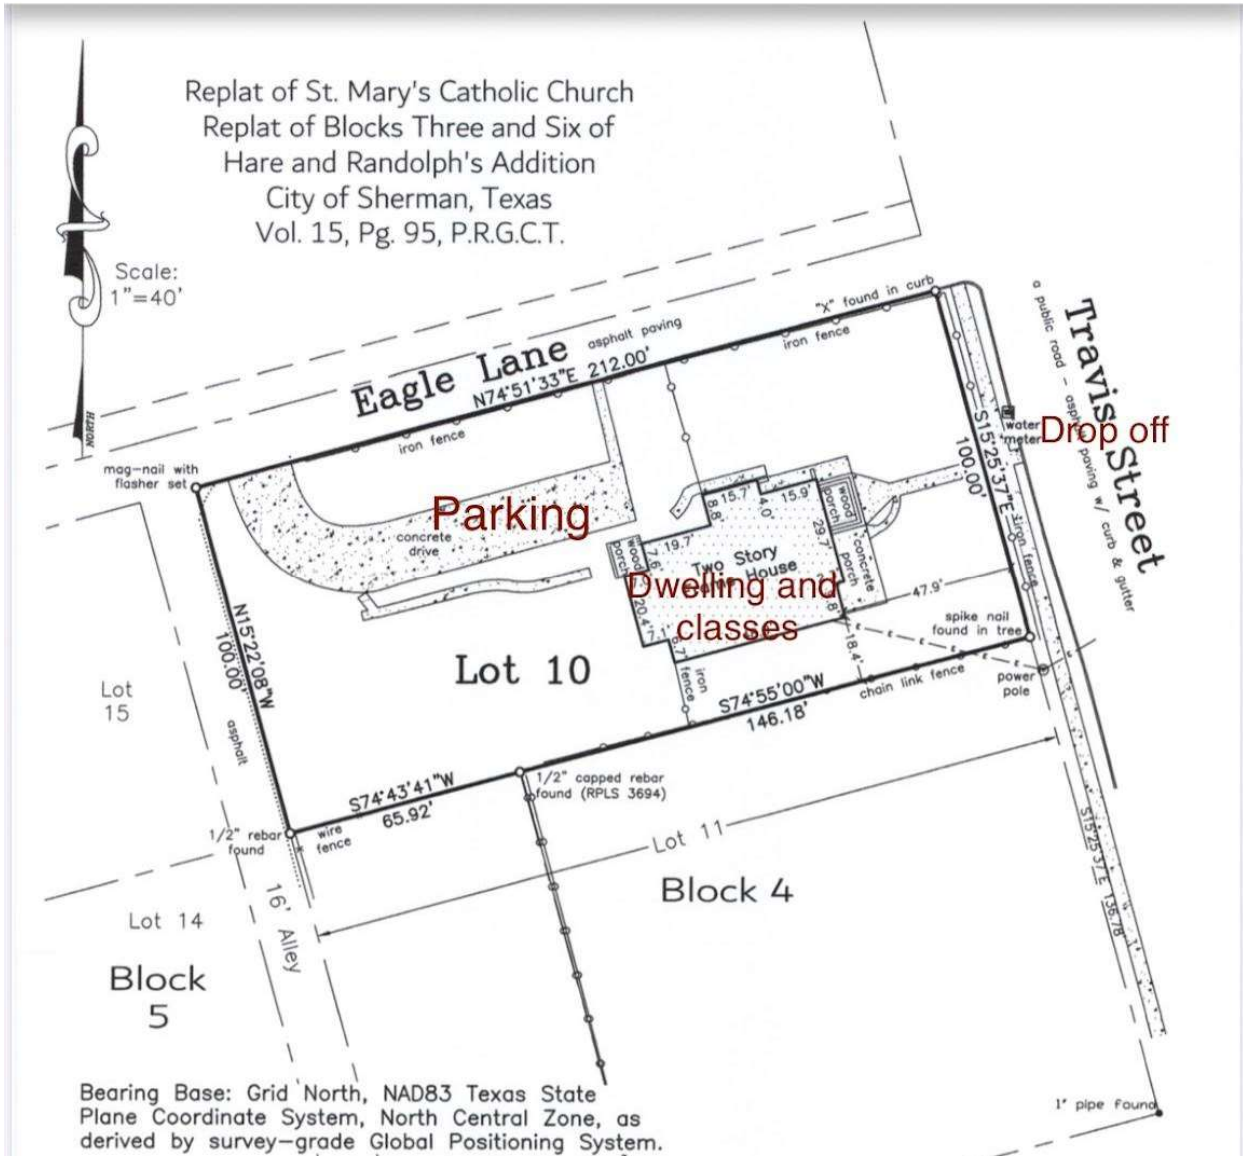 Replat of St. Mary's Catholic Church
Replat of Blocks Three and Six of
Hare and Randolph's Addition
City of Sherman, Texas
Vol. 15, Pg. 95, P.R.G.C.T.
Scale:
1"=40'
NORTH
"X" found in curb
iron fence
asphalt paving
Eagle Lane
N74°51'33"E 212.00'
iron fence
mag-nail with
flasher set
Travis Street
a public road - asphalt paving w/ curb & gutter
water
meter
Drop off
S15°25'37"E
100.00'
iron fence
Parking
concrete
drive
15.7'
15.9'
8.8'
4.0'
wood
porch
29.7'
19.7'
7.6'
wood
porch
Two Story
House
concrete
porch
Dwelling and
classes
20.4'
7.1'
6.7'
47.9'
18.4'
spike nail
found in tree
N15°22'08"W
100.00'
Lot 10
iron
fence
S74°55'00"W
146.18'
chain link fence
power
pole
Lot
15
asphalt
1/2" capped rebar
found (RPLS 3694)
S74°43'41"W
65.92'
1/2" rebar
found
wire
fence
Lot 11
Block 4
S15°25'37"E 136.78'
Lot 14
16' Alley
Block
5
1" pipe found
Bearing Base: Grid North, NAD83 Texas State
Plane Coordinate System, North Central Zone, as
derived by survey-grade Global Positioning System.